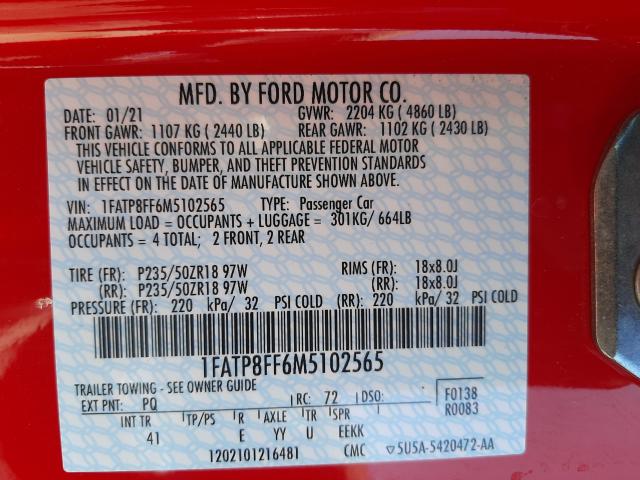 MFD. BY FORD MOTOR CO.
DATE: 01/21 GVWR: 2204 KG ( 4860 LB)
FRONT GAWR: 1107 KG ( 2440 LB) REAR GAWR: 1102 KG ( 2430 LB)
THIS VEHICLE CONFORMS TO ALL APPLICABLE FEDERAL MOTOR
VEHICLE SAFETY, BUMPER, AND THEFT PREVENTION STANDARDS
IN EFFECT ON THE DATE OF MANUFACTURE SHOWN ABOVE.
VIN: 1FATP8FF6M5102565 TYPE: Passenger Car
MAXIMUM LOAD = OCCUPANTS + LUGGAGE = 301KG/ 664LB
OCCUPANTS = 4 TOTAL; 2 FRONT, 2 REAR
TIRE (FR): P235/50ZR18 97W RIMS (FR): 18x8.0J
(RR): P235/50ZR18 97W (RR): 18x8.0J
PRESSURE (FR): 220 kPa/ 32 PSI COLD (RR): 220 kPa/ 32 PSI COLD
1FATP8FF6M5102565
TRAILER TOWING - SEE OWNER GUIDE
EXT PNT: PQ RC: 72 DSO: F0138
R0083
INT TR TP/PS R AXLE TR SPR
41 E YY U EEKK
1202101216481 CMC 5U5A-5420472-AA